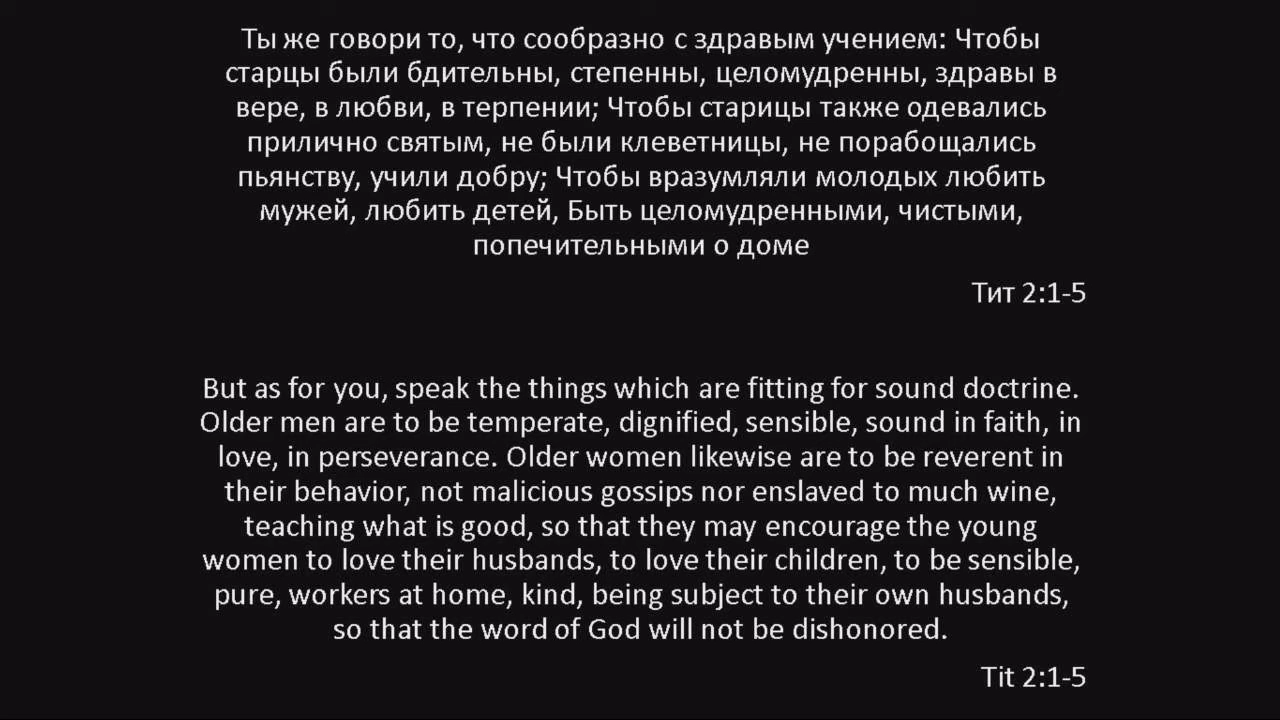 Ты же говори то, что сообразно с здравым учением: Чтобы
старцы были бдительны, степенны, целомудренны, здравы в
вере, в любви, в терпении; Чтобы старицы также одевались
прилично святым, не были клеветницы, не порабощались
пьянству, учили добру; Чтобы вразумляли молодых любить
мужей, любить детей, Быть целомудренными, чистыми,
попечительными о доме
Тит 2:1-5
But as for you, speak the things which are fitting for sound doctrine.
Older men are to be temperate, dignified, sensible, sound in faith, in
love, in perseverance. Older women likewise are to be reverent in
their behavior, not malicious gossips nor enslaved to much wine,
teaching what is good, so that they may encourage the young
women to love their husbands, to love their children, to be sensible,
pure, workers at home, kind, being subject to their own husbands,
so that the word of God will not be dishonored.
Tit 2:1-5